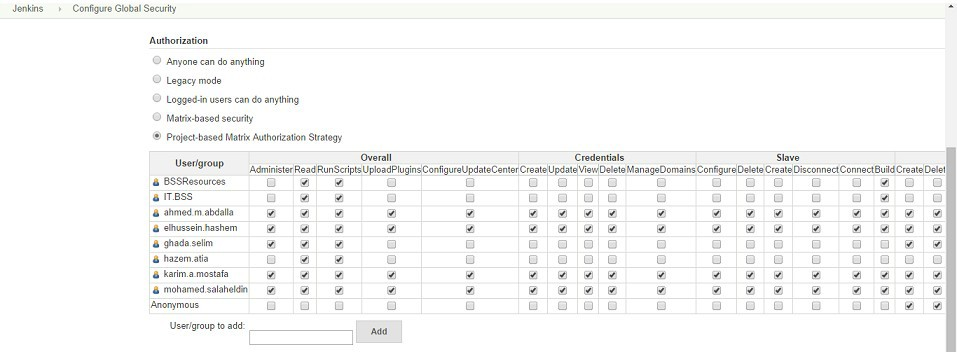 Jenkins › Configure Global Security
Authorization
Anyone can do anything
Legacy mode
Logged-in users can do anything
Matrix-based security
Project-based Matrix Authorization Strategy
User/group Overall Credentials Slave
Administer Read RunScripts UploadPlugins ConfigureUpdateCenter Create Update View Delete ManageDomains Configure Delete Create Disconnect Connect Build Create Delet
BSSResources
IT.BSS
ahmed.m.abdalla
elhussein.hashem
ghada.selim
hazem.atia
karim.a.mostafa
mohamed.salaheldin
Anonymous
User/group to add: Add